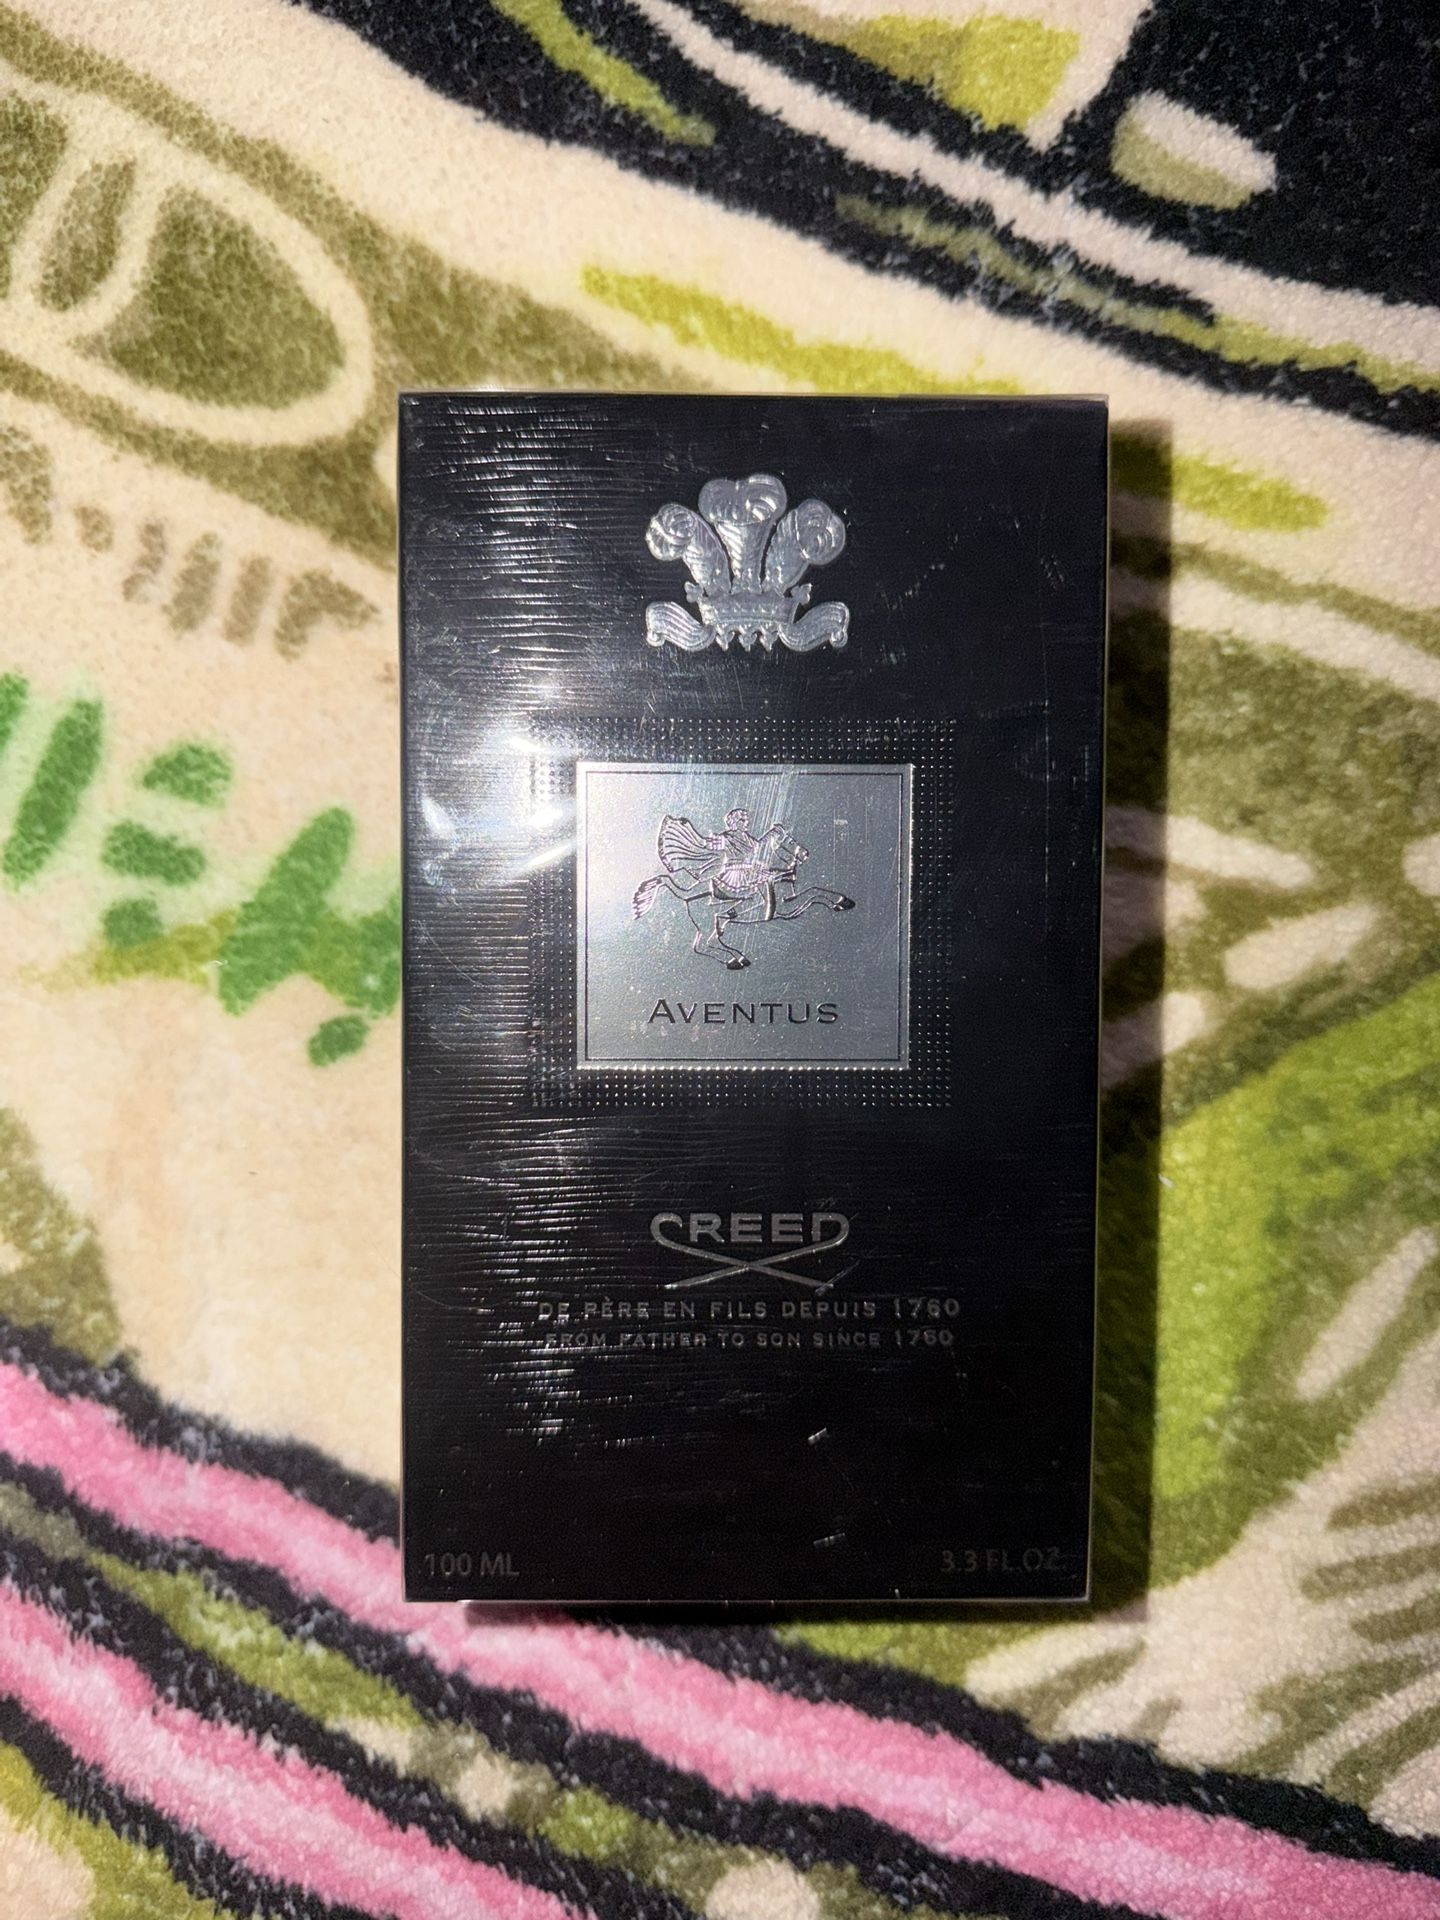 AVENTUS
CREED
DE PÈRE EN FILS DEPUIS 1760
FROM FATHER TO SON SINCE 1760
100 ML
3.3 FL.OZ.